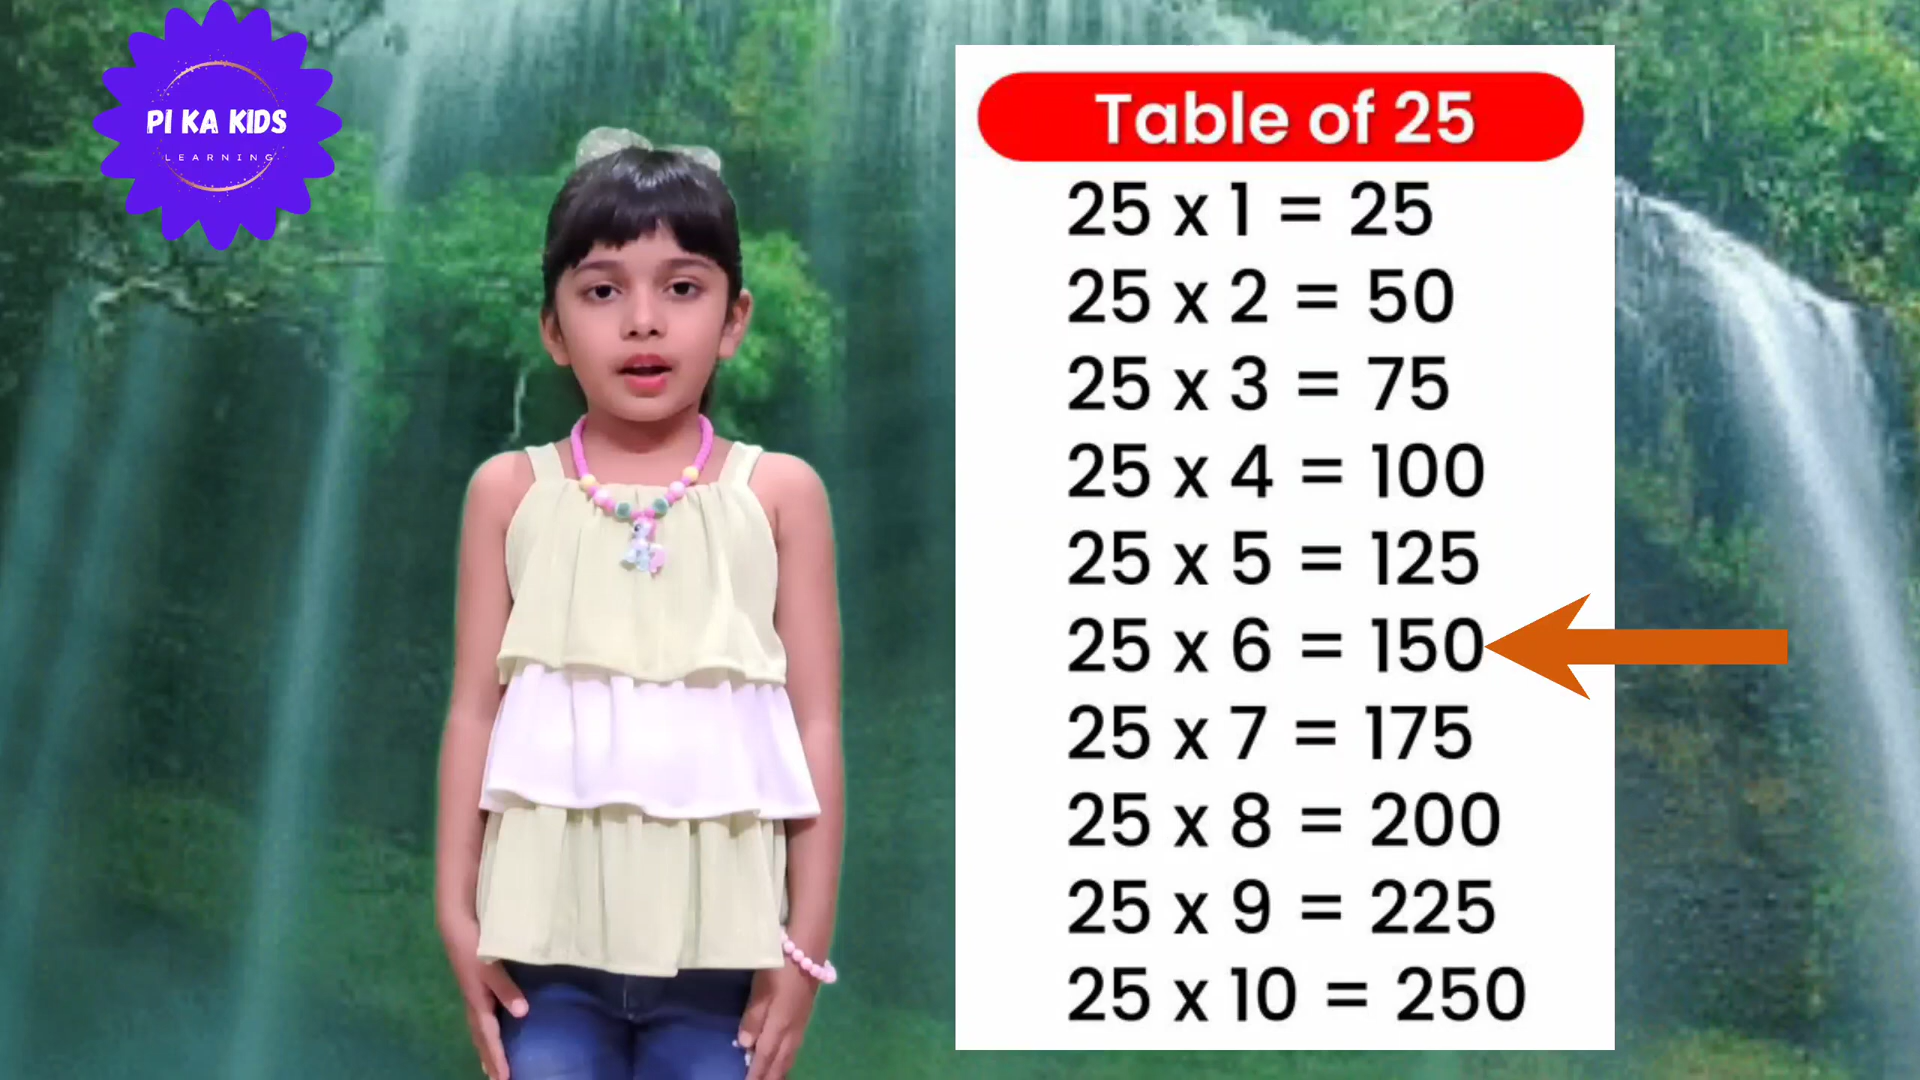 PI KA KIDS
LEARNING
Table of 25
25 x 1 = 25
25 x 2 = 50
25 x 3 = 75
25 x 4 = 100
25 x 5 = 125
25 x 6 = 150
25 x 7 = 175
25 x 8 = 200
25 x 9 = 225
25 x 10 = 250